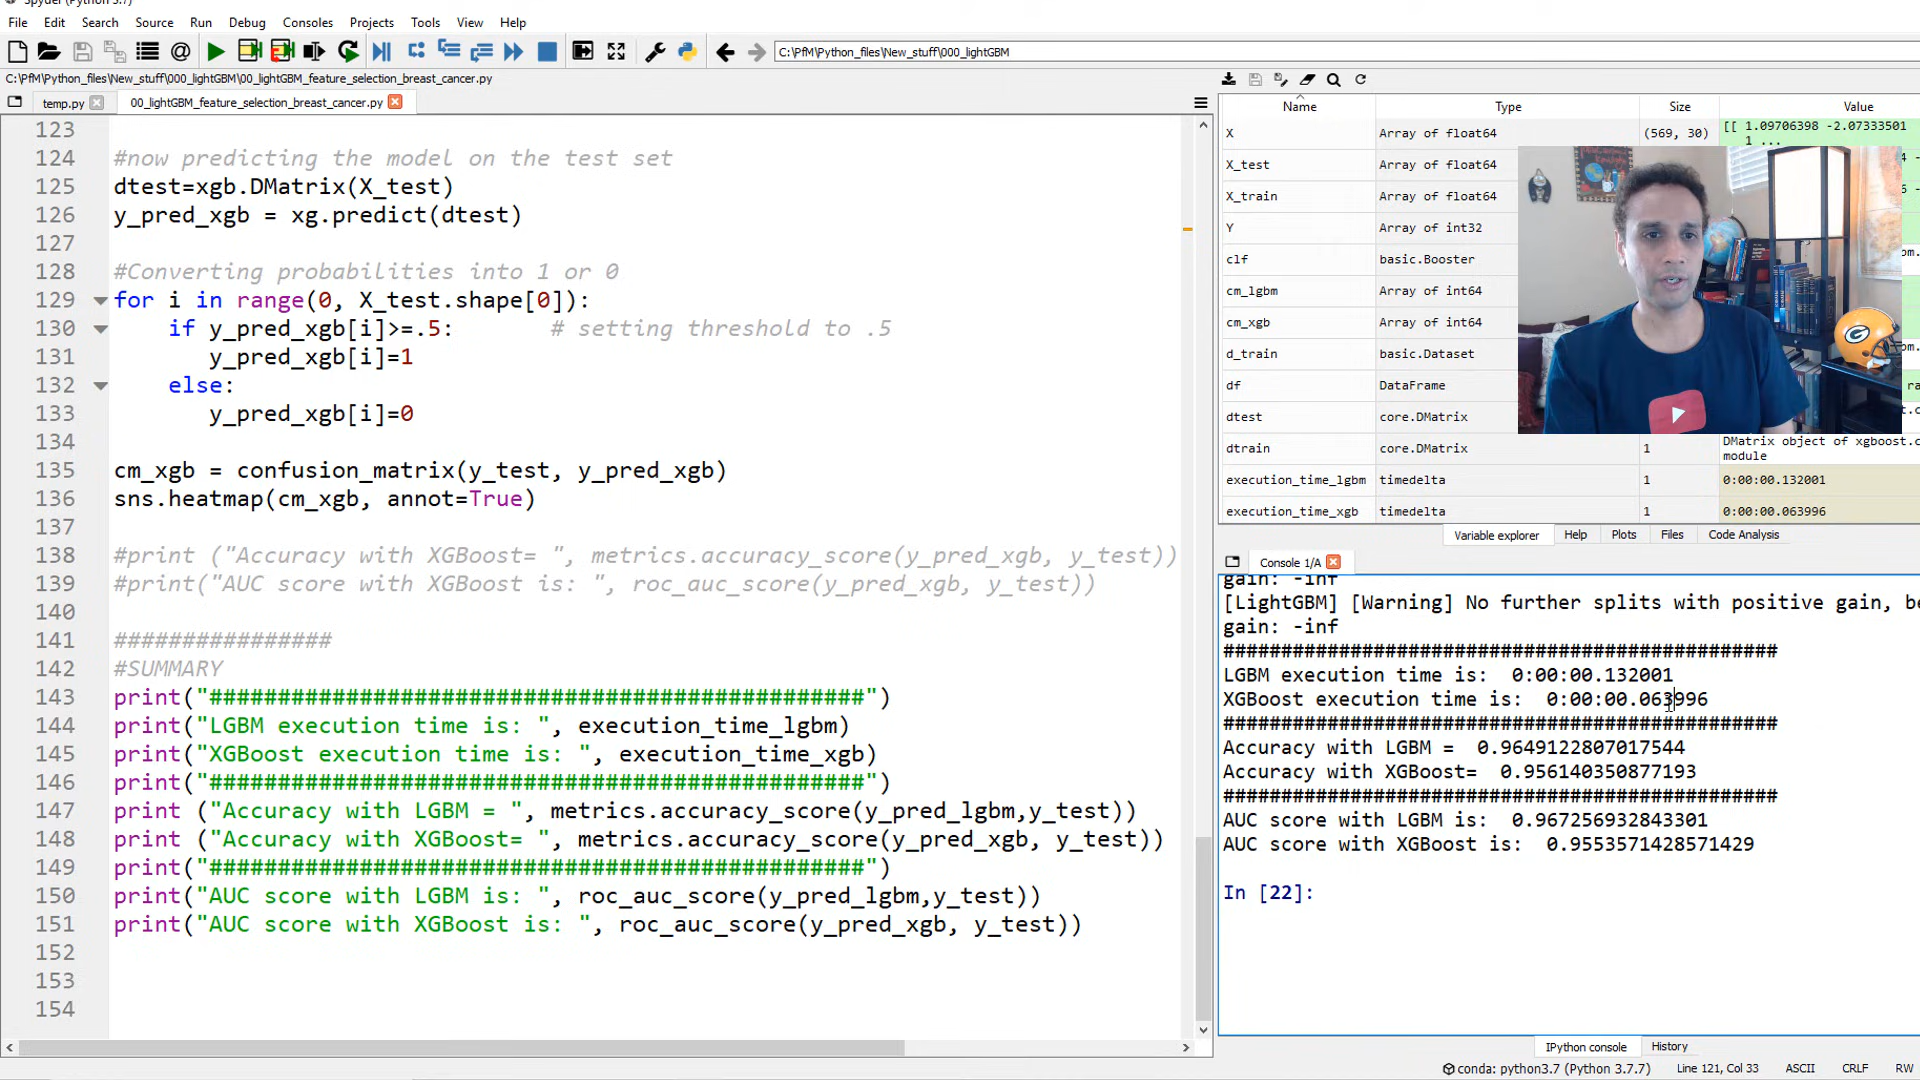 Spyder (Python 3.7)
File Edit Search Source Run Debug Consoles Projects Tools View Help
C:\PfM\Python_files\New_stuff\000_lightGBM
C:\PfM\Python_files\New_stuff\000_lightGBM\00_lightGBM_feature_selection_breast_cancer.py
temp.py 00_lightGBM_feature_selection_breast_cancer.py
123
124 #now predicting the model on the test set
125 dtest=xgb.DMatrix(X_test)
126 y_pred_xgb = xg.predict(dtest)
127
128 #Converting probabilities into 1 or 0
129 for i in range(0, X_test.shape[0]):
130 if y_pred_xgb[i]>=.5: # setting threshold to .5
131 y_pred_xgb[i]=1
132 else:
133 y_pred_xgb[i]=0
134
135 cm_xgb = confusion_matrix(y_test, y_pred_xgb)
136 sns.heatmap(cm_xgb, annot=True)
137
138 #print ("Accuracy with XGBoost= ", metrics.accuracy_score(y_pred_xgb, y_test))
139 #print("AUC score with XGBoost is: ", roc_auc_score(y_pred_xgb, y_test))
140
141 ################
142 #SUMMARY
143 print("################################################")
144 print("LGBM execution time is: ", execution_time_lgbm)
145 print("XGBoost execution time is: ", execution_time_xgb)
146 print("################################################")
147 print ("Accuracy with LGBM = ", metrics.accuracy_score(y_pred_lgbm,y_test))
148 print ("Accuracy with XGBoost= ", metrics.accuracy_score(y_pred_xgb, y_test))
149 print("################################################")
150 print("AUC score with LGBM is: ", roc_auc_score(y_pred_lgbm,y_test))
151 print("AUC score with XGBoost is: ", roc_auc_score(y_pred_xgb, y_test))
152
153
154
Name Type Size Value
X Array of float64 (569, 30) [[ 1.09706398 -2.07333501
1 ...
X_test Array of float64
X_train Array of float64
Y Array of int32
clf basic.Booster
cm_lgbm Array of int64
cm_xgb Array of int64
d_train basic.Dataset
df DataFrame
dtest core.DMatrix
dtrain core.DMatrix 1 DMatrix object of xgboost.c
module
execution_time_lgbm timedelta 1 0:00:00.132001
execution_time_xgb timedelta 1 0:00:00.063996
Variable explorer Help Plots Files Code Analysis
Console 1/A
gain: -inf
[LightGBM] [Warning] No further splits with positive gain, be
gain: -inf
################################################
LGBM execution time is: 0:00:00.132001
XGBoost execution time is: 0:00:00.063996
################################################
Accuracy with LGBM = 0.9649122807017544
Accuracy with XGBoost= 0.956140350877193
################################################
AUC score with LGBM is: 0.967256932843301
AUC score with XGBoost is: 0.9553571428571429
In [22]:
IPython console History
conda: python3.7 (Python 3.7.7) Line 121, Col 33 ASCII CRLF RW